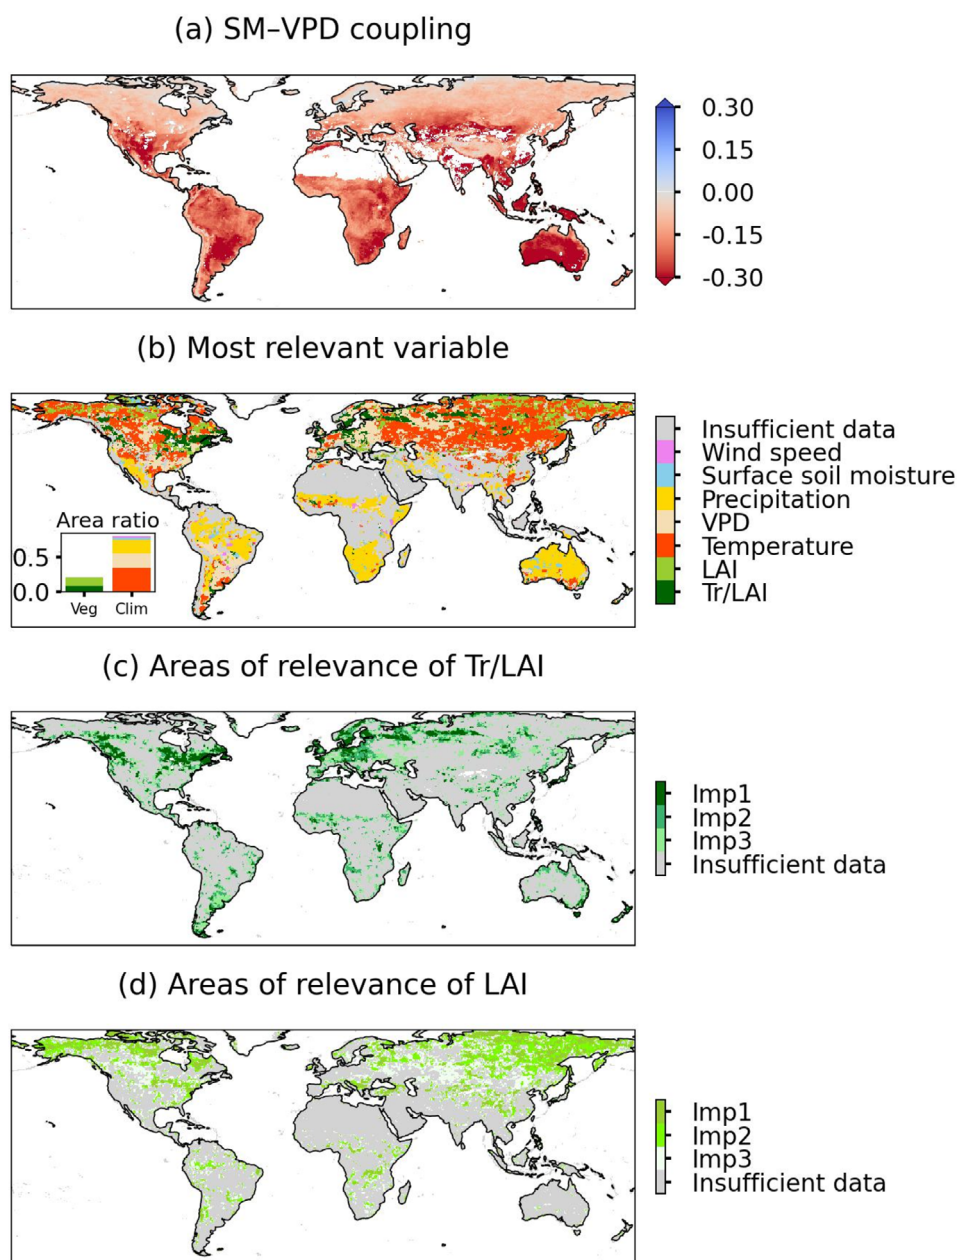 (a) SM–VPD coupling
0.30
0.15
0.00
-0.15
-0.30
(b) Most relevant variable
Insufficient data
Wind speed
Surface soil moisture
Precipitation
VPD
Temperature
LAI
Tr/LAI
Area ratio
0.5
0.0
Veg Clim
(c) Areas of relevance of Tr/LAI
Imp1
Imp2
Imp3
Insufficient data
(d) Areas of relevance of LAI
Imp1
Imp2
Imp3
Insufficient data